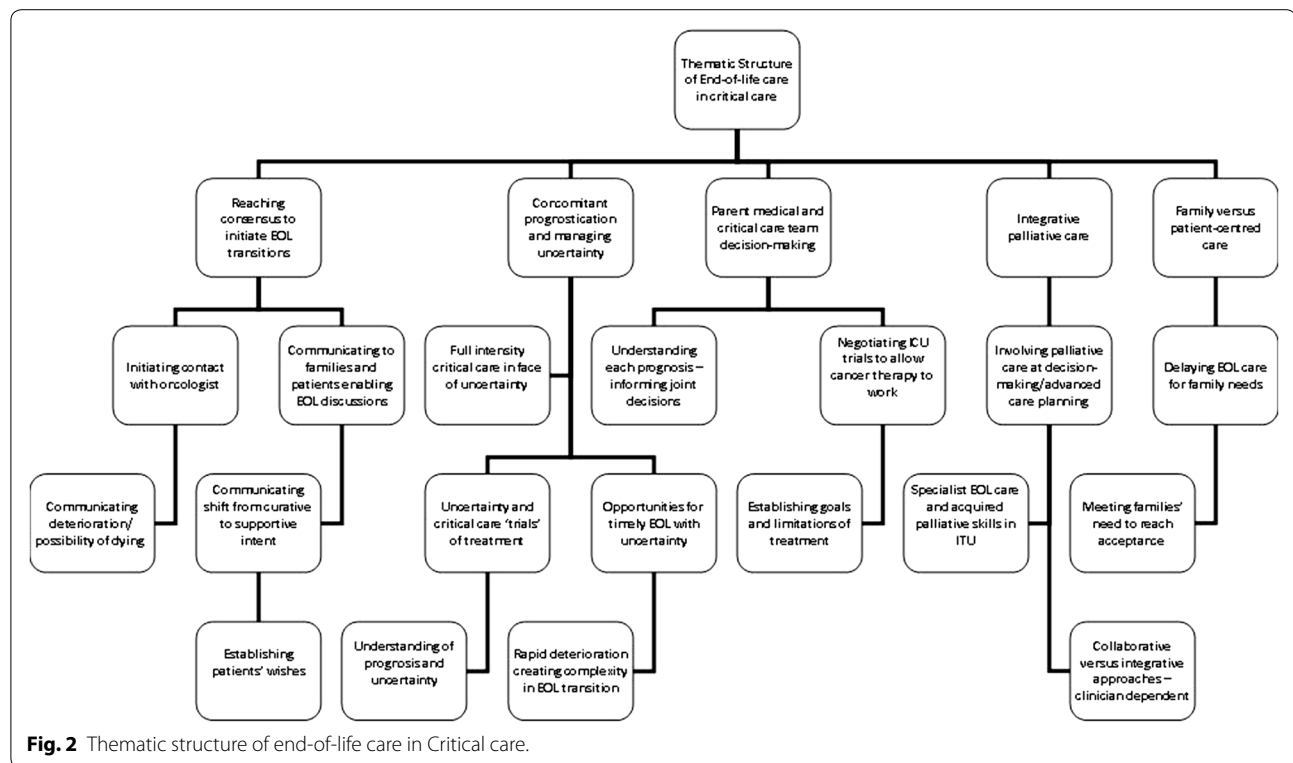 Thematic Structure
of End-of-life care
in critical care
Reaching
consensus to
initiate EOL
transitions
Concomitant
prognostication
and managing
uncertainty
Parent medical and
critical care team
decision-making
Integrative
palliative care
Family versus
patient-centred
care
Initiating contact
with oncologist
Communicating to
families and
patients enabling
EOL discussions
Full intensity
critical care in face
of uncertainty
Understanding
each prognosis –
informing joint
decisions
Negotiating ICU
trials to allow
cancer therapy to
work
Involving palliative
care at decision-
making/advanced
care planning
Delaying EOL care
for family needs
Communicating
deterioration/
possibility of dying
Communicating
shift from curative
to supportive
intent
Uncertainty and
critical care 'trials'
of treatment
Opportunities for
timely EOL with
uncertainty
Establishing goals
and limitations of
treatment
Specialist EOL care
and acquired
palliative skills in
ITU
Meeting families'
need to reach
acceptance
Establishing
patients' wishes
Understanding of
prognosis and
uncertainty
Rapid deterioration
creating complexity
in EOL transition
Collaborative
versus integrative
approaches –
clinician dependent
Fig. 2 Thematic structure of end-of-life care in Critical care.